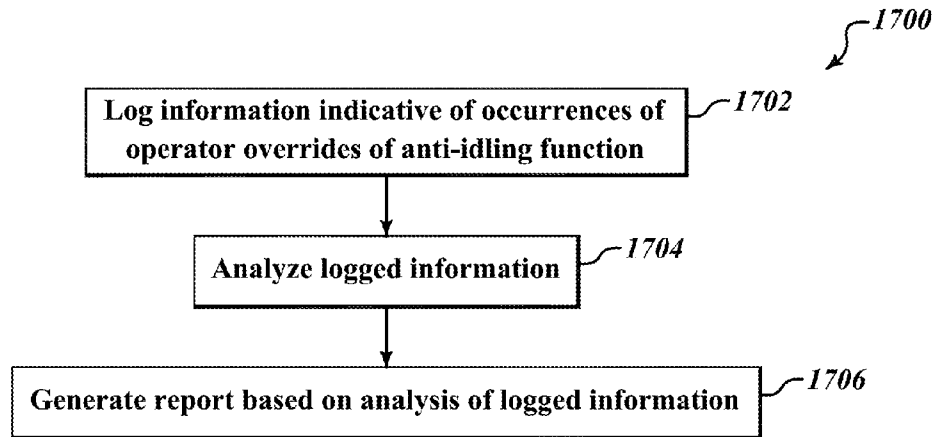 1700
Log information indicative of occurrences of
operator overrides of anti-idling function
1702
Analyze logged information
1704
Generate report based on analysis of logged information
1706